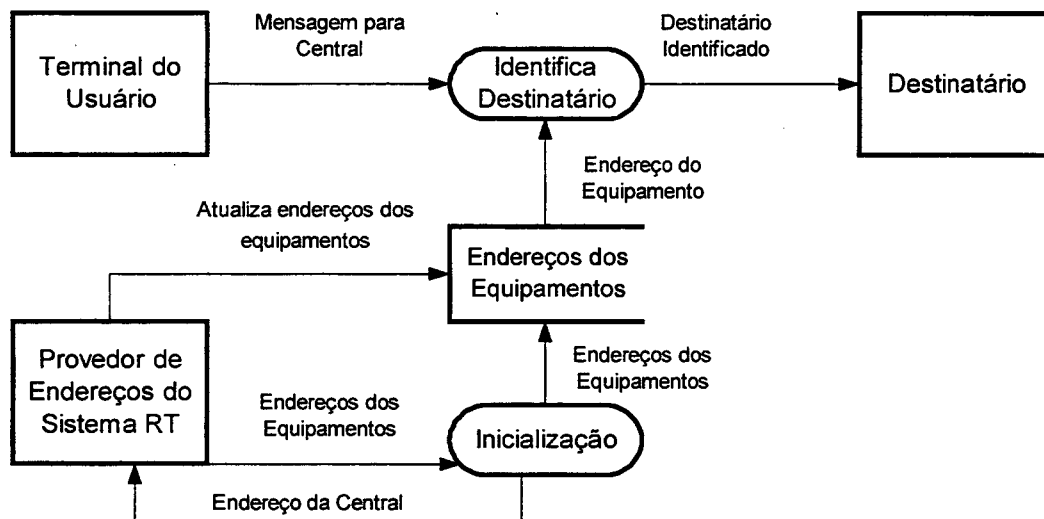 Mensagem para
Central
Destinatário
Identificado
Terminal do
Usuário
Identifica
Destinatário
Destinatário
Endereço do
Equipamento
Atualiza endereços dos
equipamentos
Endereços dos
Equipamentos
Provedor de
Endereços do
Sistema RT
Endereços dos
Equipamentos
Endereços dos
Equipamentos
Inicialização
Endereço da Central